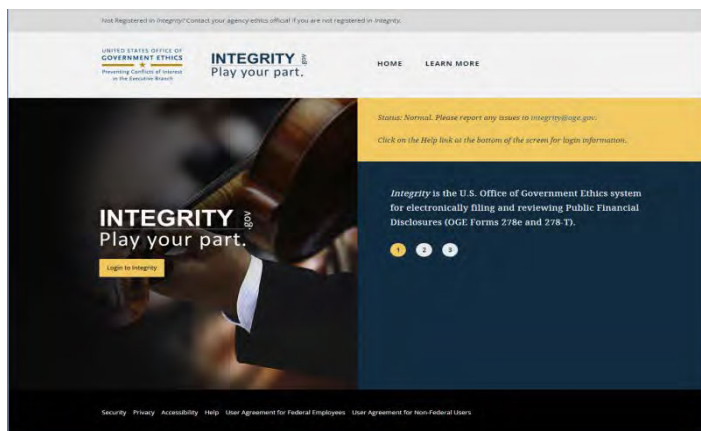 Not Registered in Integrity? Contact your agency ethics official if you are not registered in Integrity.
UNITED STATES OFFICE OF
GOVERNMENT ETHICS
Preventing Conflicts of Interest
in the Executive Branch
INTEGRITY .gov
Play your part.
HOME LEARN MORE
Status: Normal. Please report any issues to integrity@oge.gov.
Click on the Help link at the bottom of the screen for login information.
INTEGRITY .gov
Play your part.
Login to Integrity
Integrity is the U.S. Office of Government Ethics system
for electronically filing and reviewing Public Financial
Disclosures (OGE Forms 278e and 278-T).
1 2 3
Security Privacy Accessibility Help User Agreement for Federal Employees User Agreement for Non-Federal Users